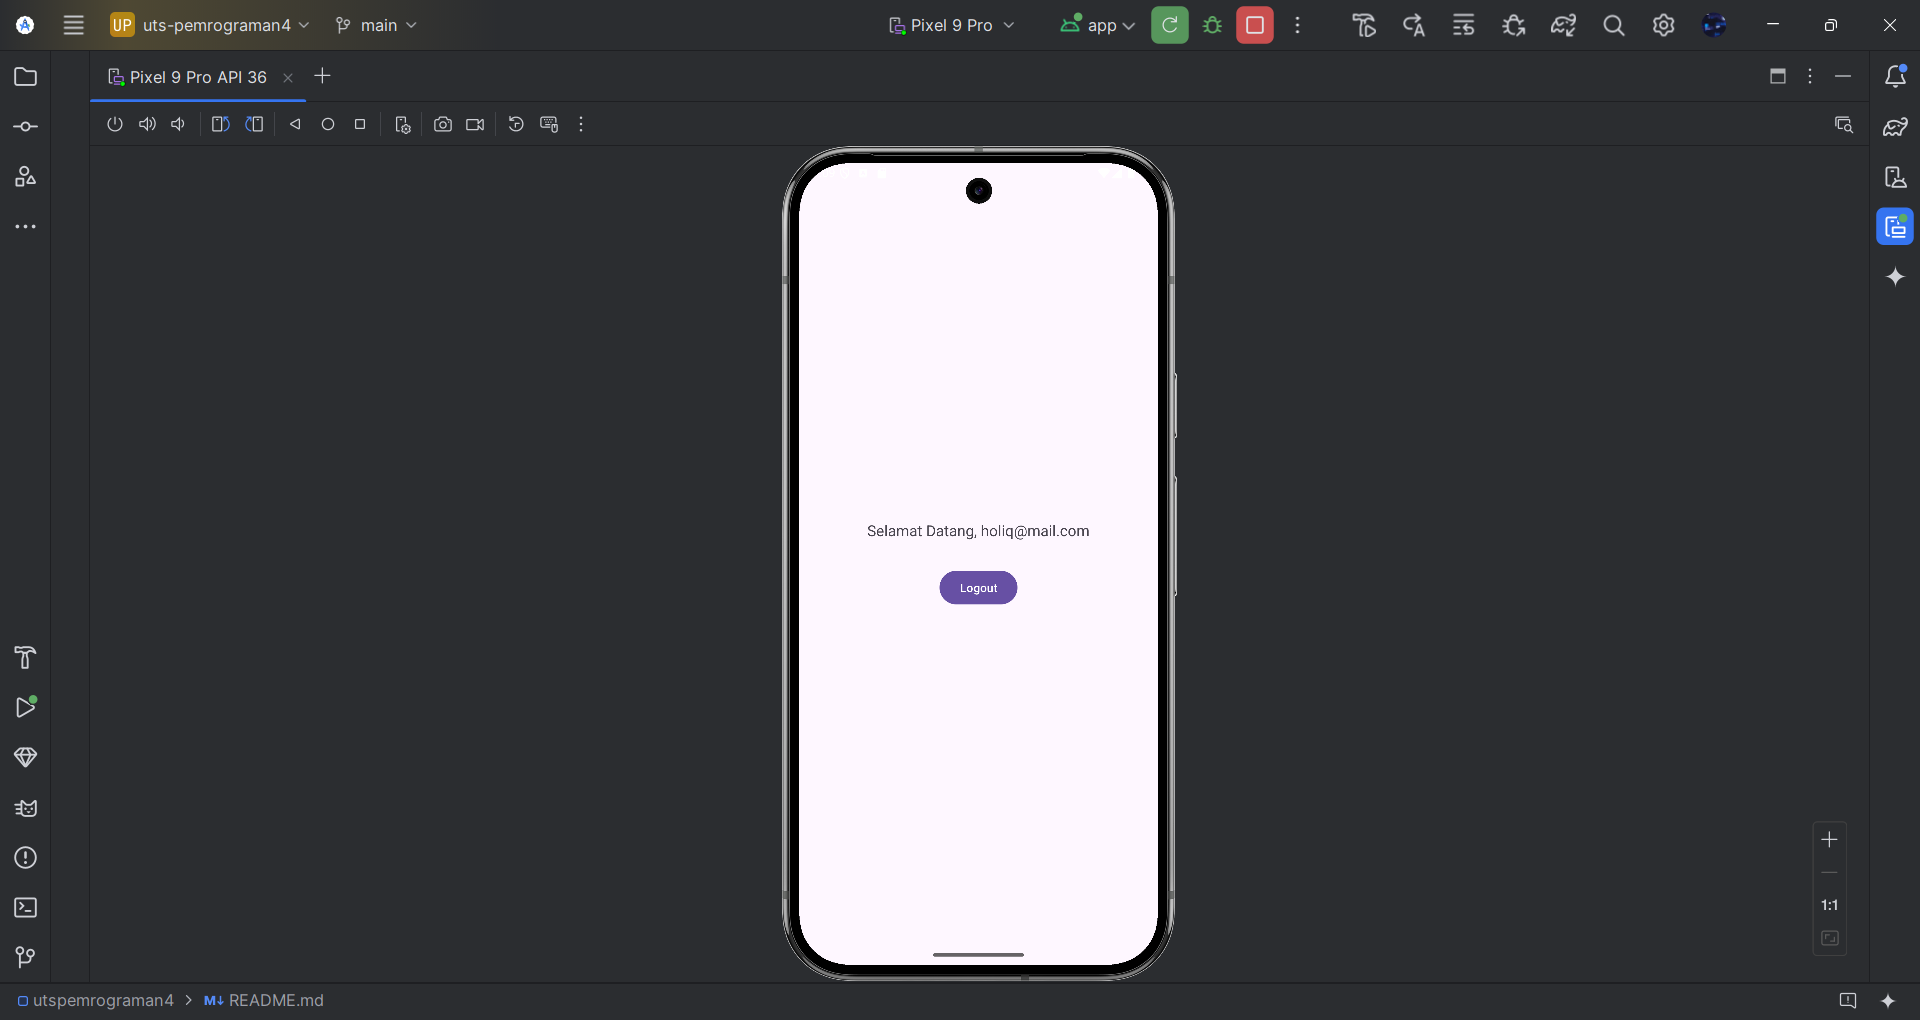 UP uts-pemrograman4 main Pixel 9 Pro app
Pixel 9 Pro API 36
Selamat Datang, holiq@mail.com
Logout
1:1
utspemrograman4 > M↓ README.md